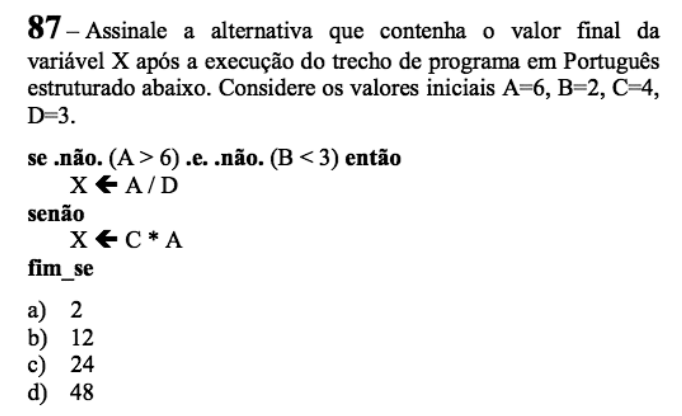 87 – Assinale a alternativa que contenha o valor final da
variável X após a execução do trecho de programa em Português
estruturado abaixo. Considere os valores iniciais A=6, B=2, C=4,
D=3.
se .não. (A > 6) .e. .não. (B < 3) então
X 🡨 A / D
senão
X 🡨 C * A
fim_se
a) 2
b) 12
c) 24
d) 48